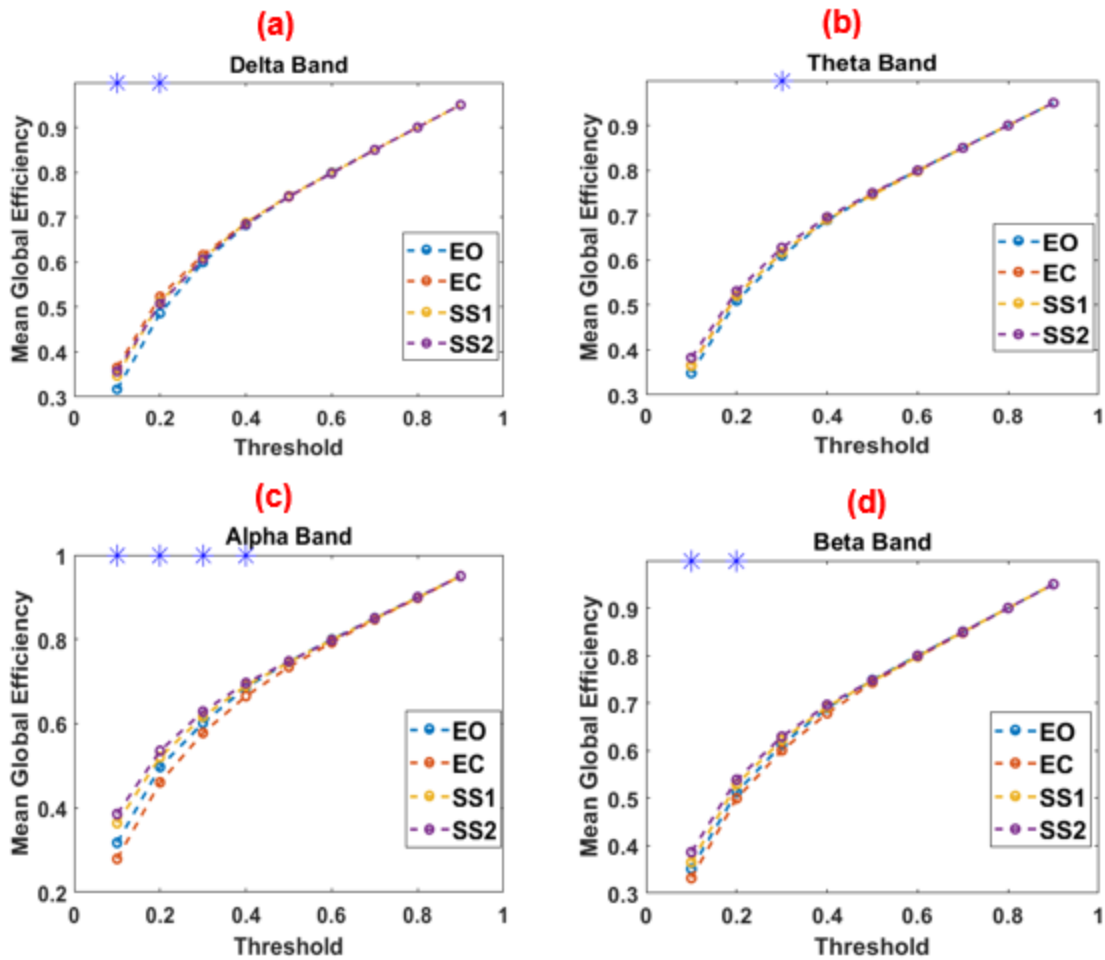 (a)
Delta Band
Mean Global Efficiency
0.9
0.8
0.7
0.6
0.5
0.4
0.3
EO
EC
SS1
SS2
0 0.2 0.4 0.6 0.8 1
Threshold
(b)
Theta Band
Mean Global Efficiency
0.9
0.8
0.7
0.6
0.5
0.4
0.3
EO
EC
SS1
SS2
0 0.2 0.4 0.6 0.8 1
Threshold
(c)
Alpha Band
Mean Global Efficiency
1
0.8
0.6
0.4
0.2
EO
EC
SS1
SS2
0 0.2 0.4 0.6 0.8 1
Threshold
(d)
Beta Band
Mean Global Efficiency
0.9
0.8
0.7
0.6
0.5
0.4
0.3
EO
EC
SS1
SS2
0 0.2 0.4 0.6 0.8 1
Threshold